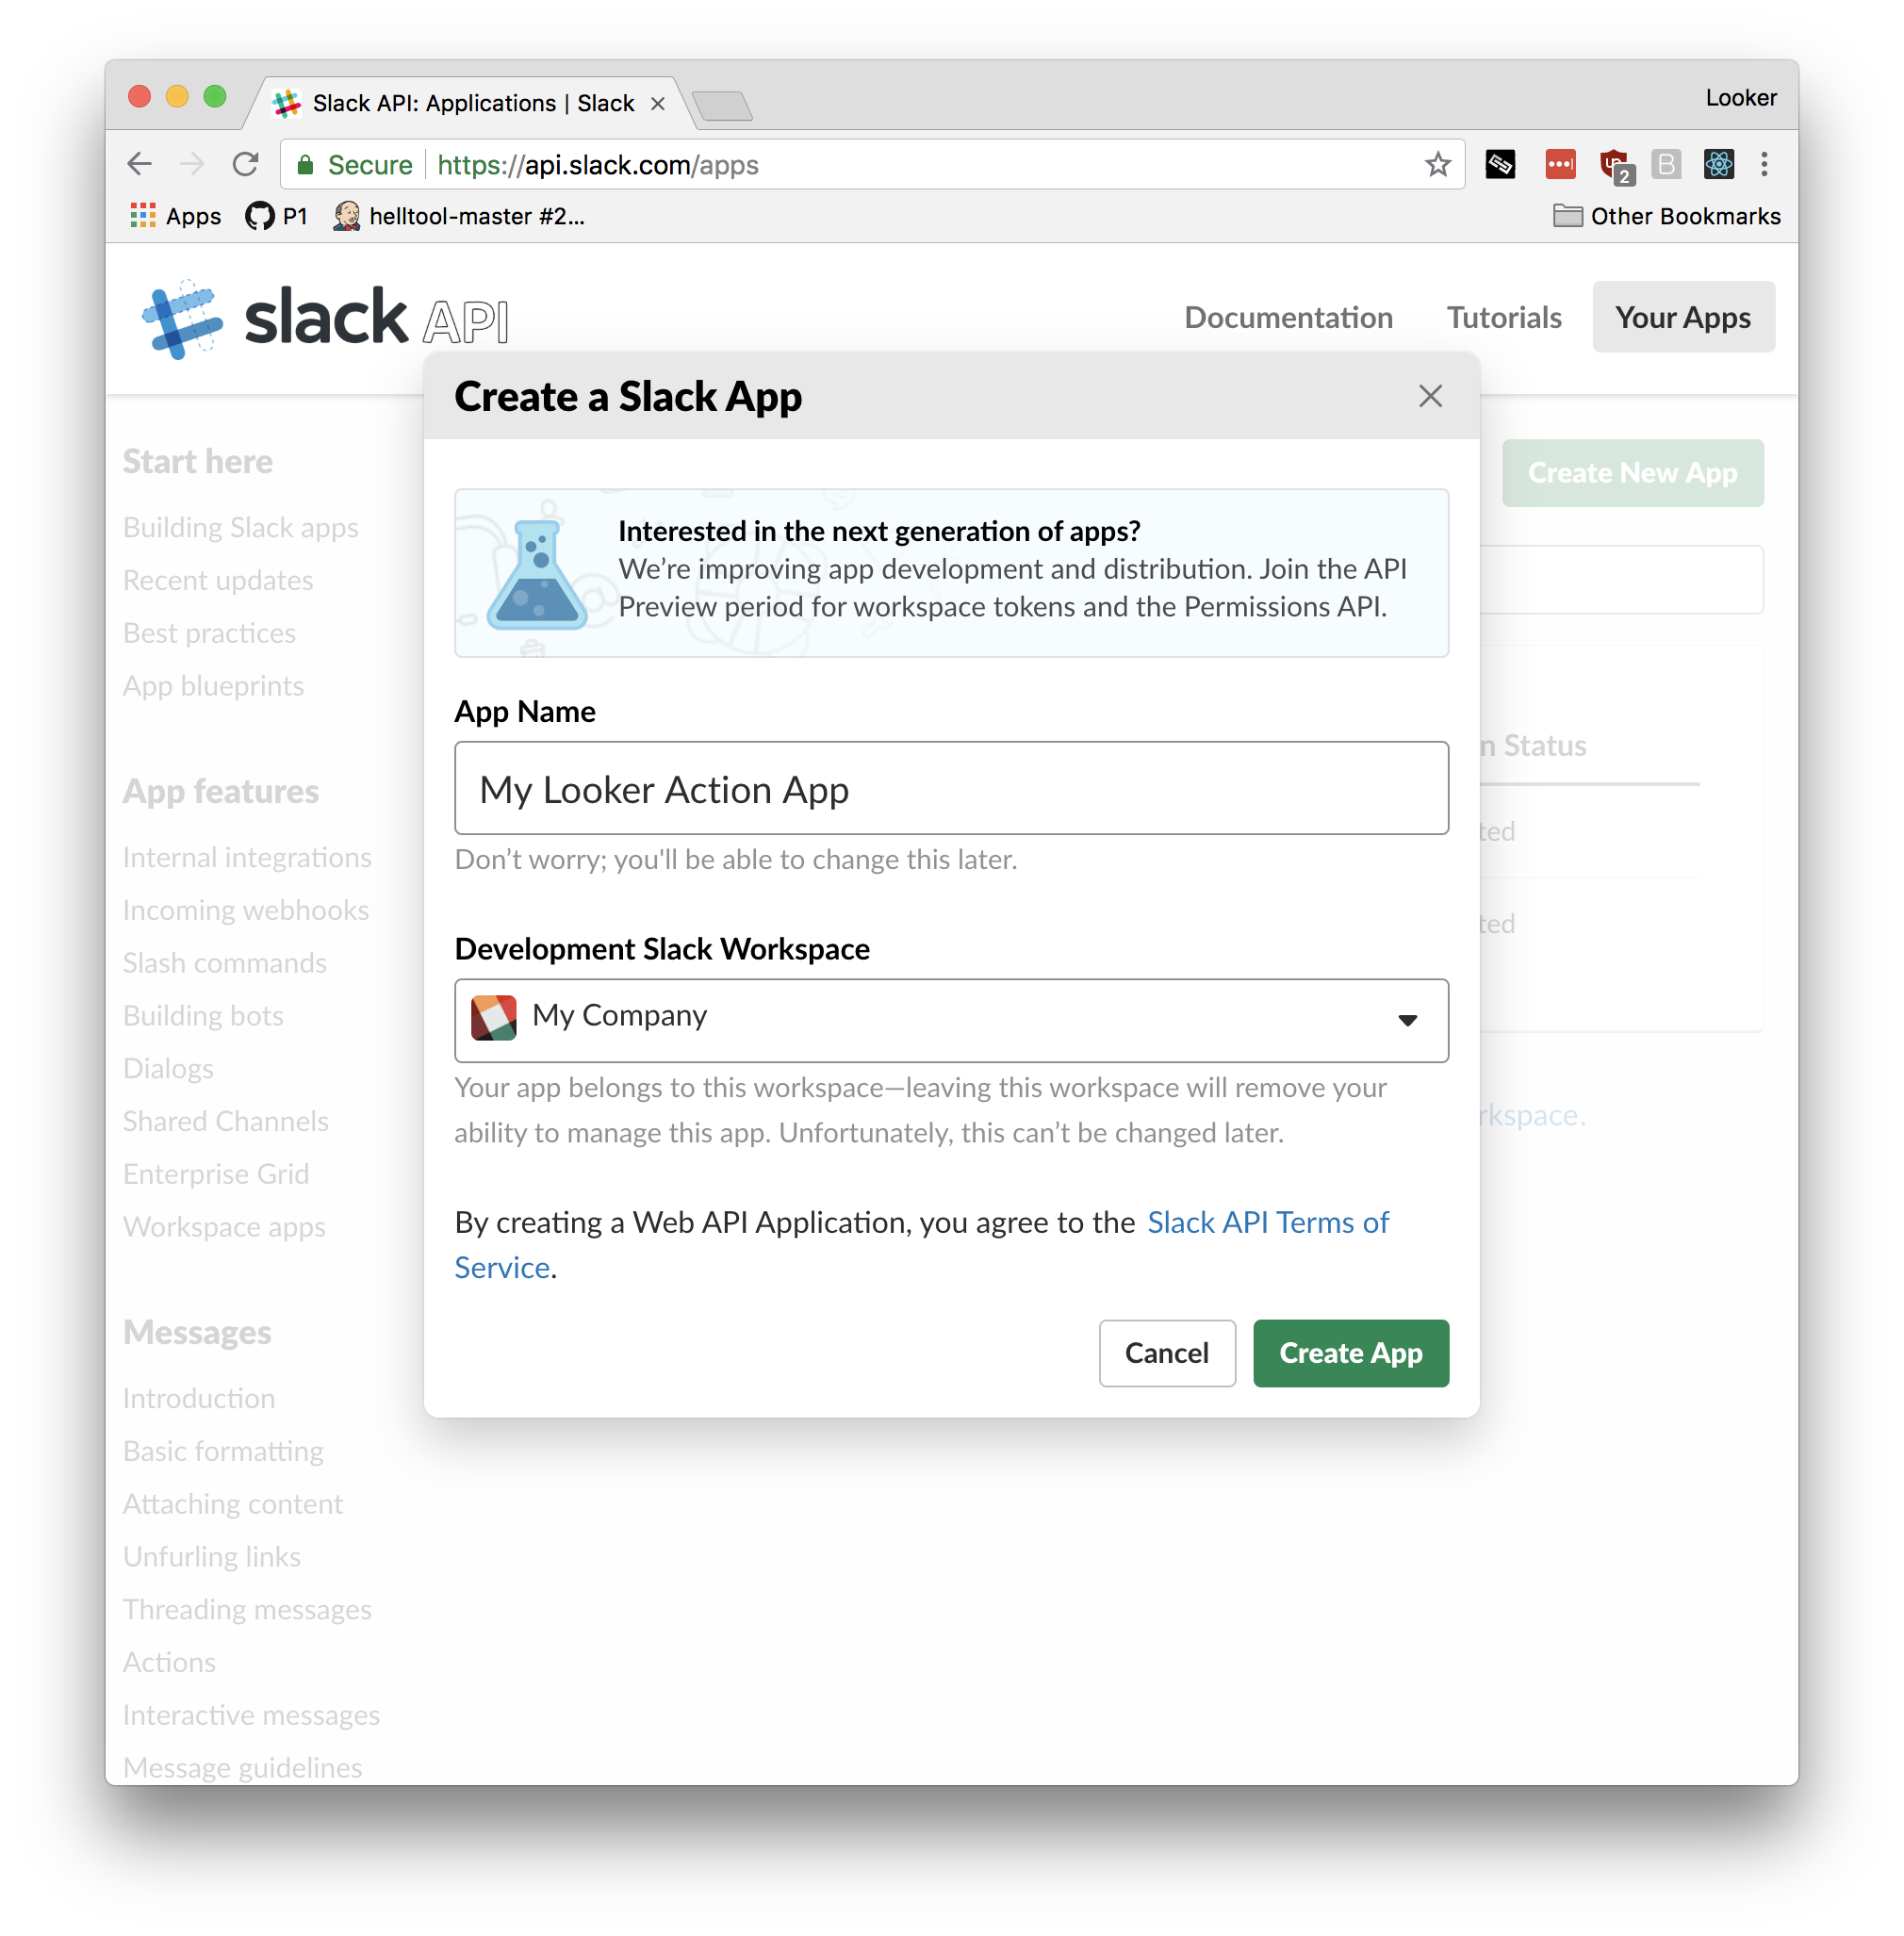 Slack API: Applications | Slack
Looker
Secure https://api.slack.com/apps
2
Apps P1 helltool-master #2... Other Bookmarks
slack API
Documentation Tutorials Your Apps
Create a Slack App
Start here
Building Slack apps
Recent updates
Best practices
App blueprints
App features
Internal integrations
Incoming webhooks
Slash commands
Building bots
Dialogs
Shared Channels
Enterprise Grid
Workspace apps
Messages
Introduction
Basic formatting
Attaching content
Unfurling links
Threading messages
Actions
Interactive messages
Message guidelines
Interested in the next generation of apps?
We’re improving app development and distribution. Join the API
Preview period for workspace tokens and the Permissions API.
App Name
My Looker Action App
Don’t worry; you'll be able to change this later.
Development Slack Workspace
My Company
Your app belongs to this workspace—leaving this workspace will remove your
ability to manage this app. Unfortunately, this can’t be changed later.
By creating a Web API Application, you agree to the Slack API Terms of
Service.
Cancel Create App
Create New App
Status